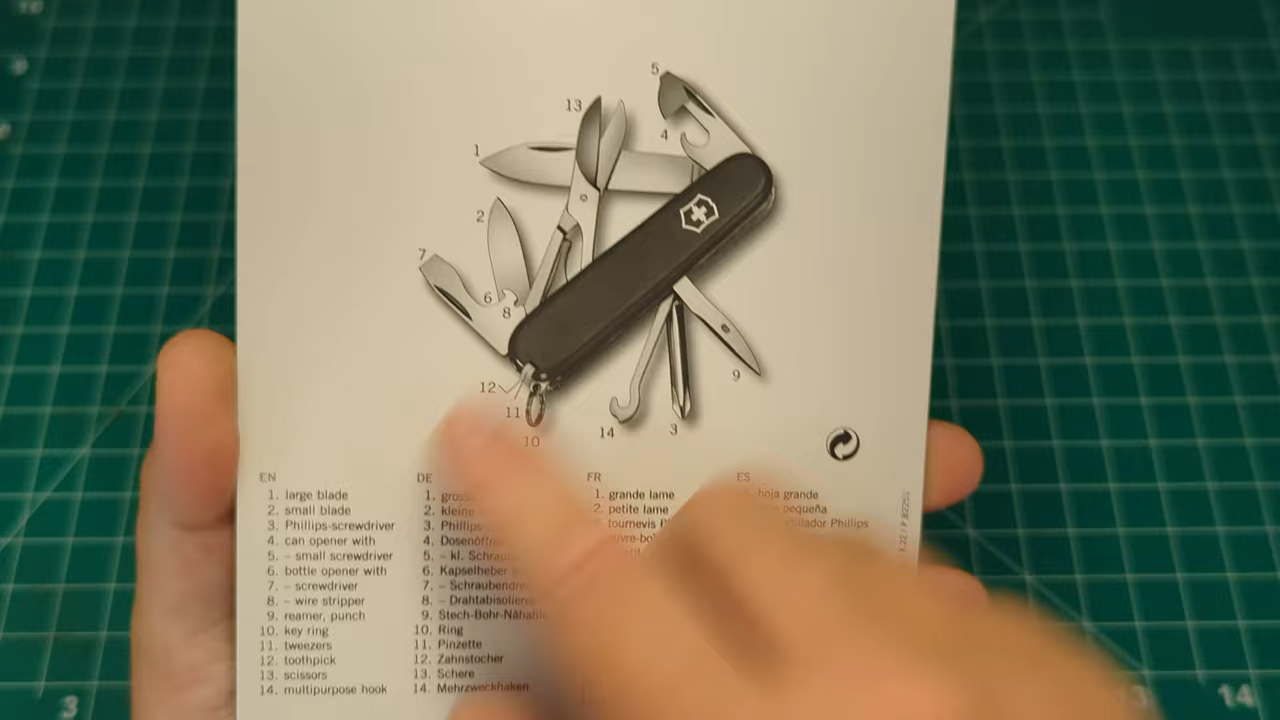 5
13
4
1
2
7
6
8
9
12
11
14
3
10
EN
1. large blade
2. small blade
3. Phillips-screwdriver
4. can opener with
5. – small screwdriver
6. bottle opener with
7. – screwdriver
8. – wire stripper
9. reamer, punch
10. key ring
11. tweezers
12. toothpick
13. scissors
14. multipurpose hook
DE
1.
2. kleine
3. Phillips-
4.
5. – kl.
6. Kapselheber
7. –
8. –
9. Stech-Bohr-Nähahle
10. Ring
11. Pinzette
12. Zahnstocher
13. Schere
14. Mehrzweckhaken
FR
1. grande lame
2. petite lame
tournevis
ES
hoja grande
pequeña
Phillips
3
14